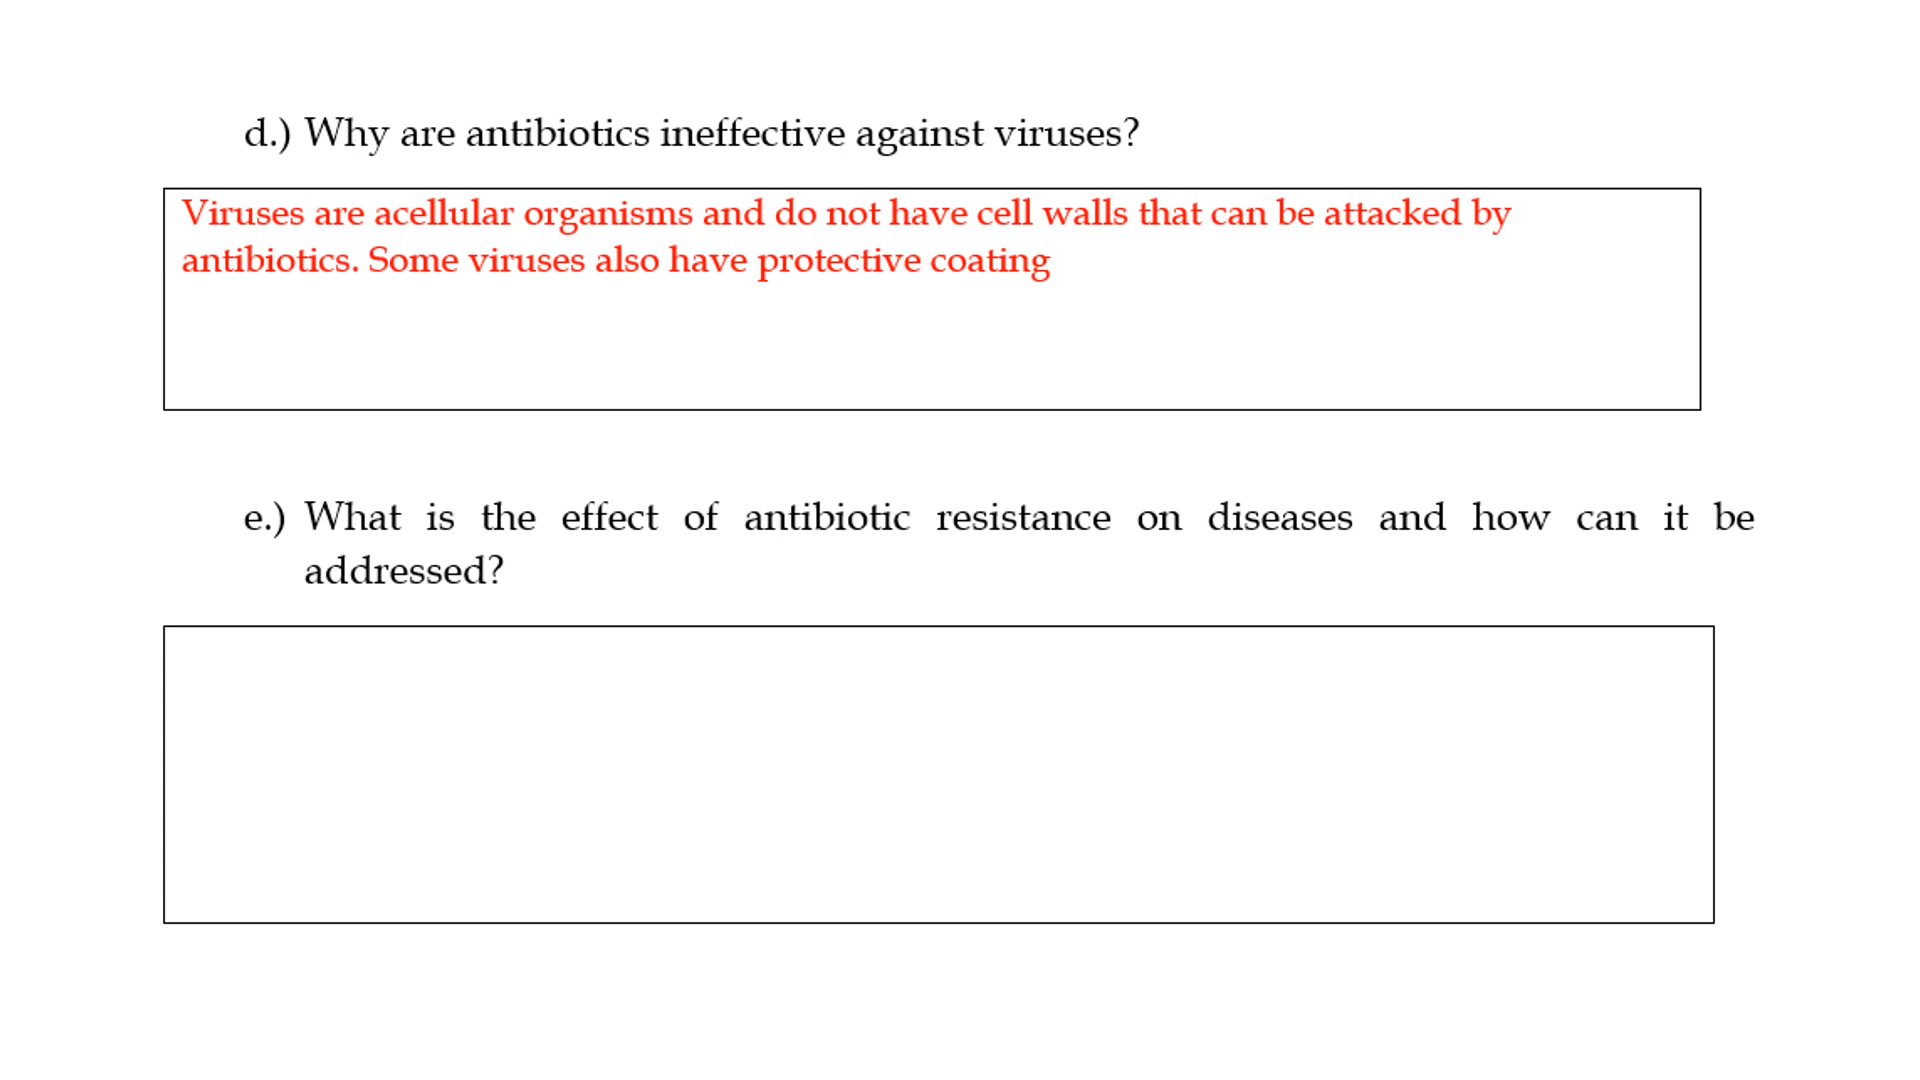 d.) Why are antibiotics ineffective against viruses?
Viruses are acellular organisms and do not have cell walls that can be attacked by
antibiotics. Some viruses also have protective coating
e.) What is the effect of antibiotic resistance on diseases and how can it be
addressed?